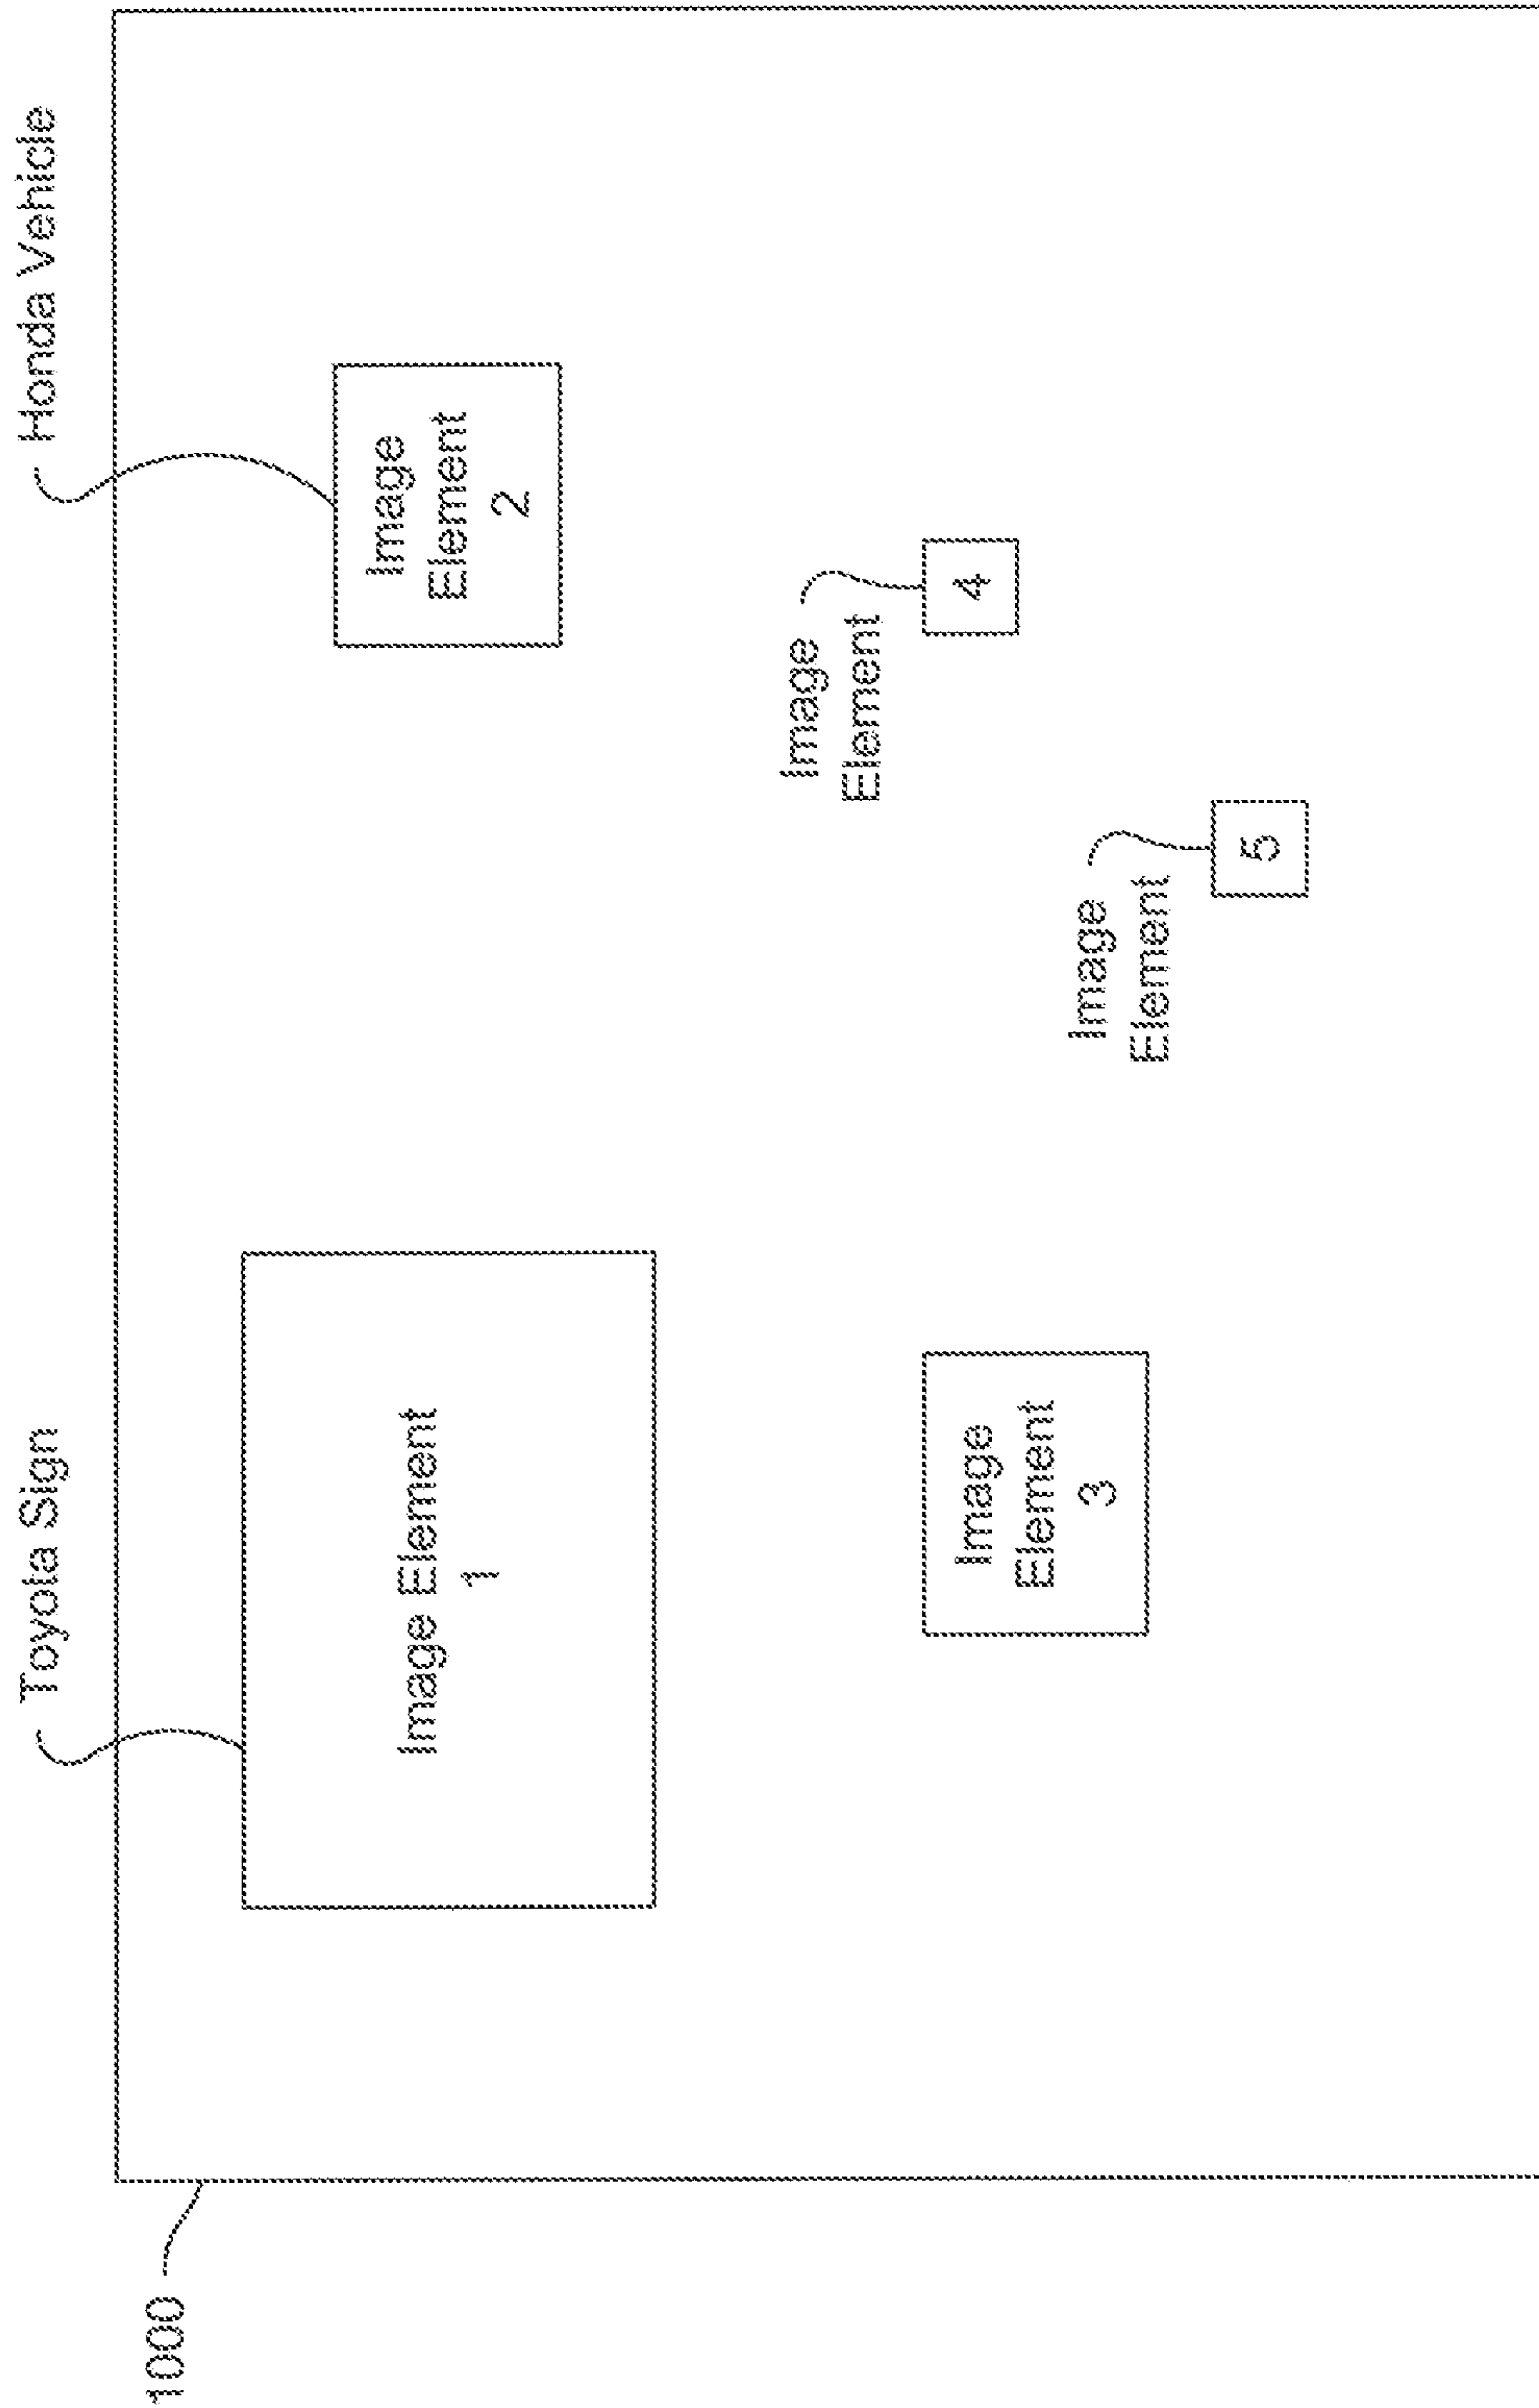 1000
Toyota Sign
Honda Vehicle
Image Element
1
Image
Element
2
Image
Element
3
Image
Element
4
Image
Element
5